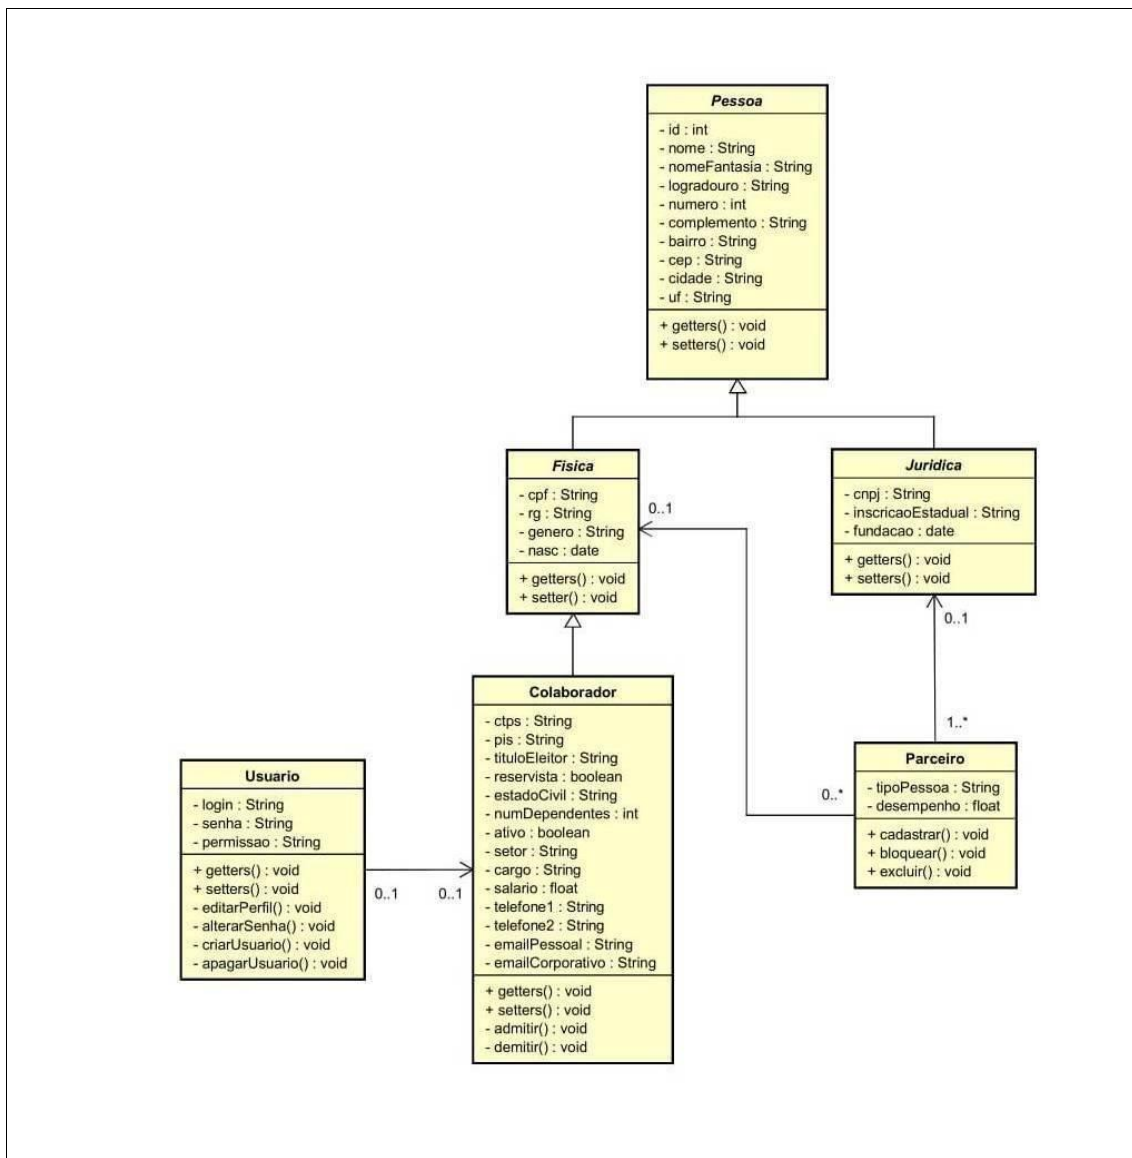 Pessoa
- id : int
- nome : String
- nomeFantasia : String
- logradouro : String
- numero : int
- complemento : String
- bairro : String
- cep : String
- cidade : String
- uf : String
+ getters() : void
+ setters() : void
Fisica
- cpf : String
- rg : String
- genero : String
- nasc : date
+ getters() : void
+ setter() : void
0..1
Juridica
- cnpj : String
- inscricaoEstadual : String
- fundacao : date
+ getters() : void
+ setters() : void
0..1
1..*
Colaborador
- ctps : String
- pis : String
- tituloEleitor : String
- reservista : boolean
- estadoCivil : String
- numDependentes : int
- ativo : boolean
- setor : String
- cargo : String
- salario : float
- telefone1 : String
- telefone2 : String
- emailPessoal : String
- emailCorporativo : String
+ getters() : void
+ setters() : void
- admitir() : void
- demitir() : void
Parceiro
- tipoPessoa : String
- desempenho : float
+ cadastrar() : void
+ bloquear() : void
+ excluir() : void
0..*
Usuario
- login : String
- senha : String
- permissao : String
+ getters() : void
+ setters() : void
- editarPerfil() : void
- alterarSenha() : void
- criarUsuario() : void
- apagarUsuario() : void
0..1
0..1